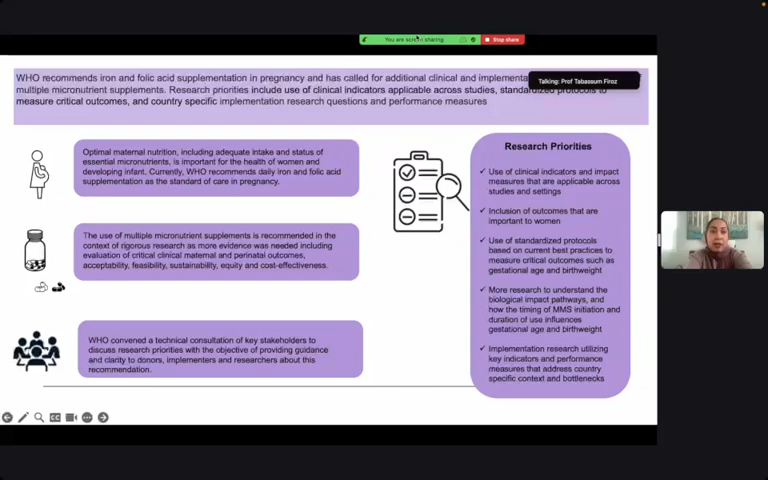 You are screen sharing
Stop share
WHO recommends iron and folic acid supplementation in pregnancy and has called for additional clinical and implementa
Talking: Prof Tabassum Firoz
multiple micronutrient supplements. Research priorities include use of clinical indicators applicable across studies, standardized protocols to
measure critical outcomes, and country specific implementation research questions and performance measures
Optimal maternal nutrition, including adequate intake and status of
essential micronutrients, is important for the health of women and
developing infant. Currently, WHO recommends daily iron and folic acid
supplementation as the standard of care in pregnancy.
The use of multiple micronutrient supplements is recommended in the
context of rigorous research as more evidence was needed including
evaluation of critical clinical maternal and perinatal outcomes,
acceptability, feasibility, sustainability, equity and cost-effectiveness.
WHO convened a technical consultation of key stakeholders to
discuss research priorities with the objective of providing guidance
and clarity to donors, implementers and researchers about this
recommendation.
Research Priorities
✓ Use of clinical indicators and impact
measures that are applicable across
studies and settings
✓ Inclusion of outcomes that are
important to women
✓ Use of standardized protocols
based on current best practices to
measure critical outcomes such as
gestational age and birthweight
✓ More research to understand the
biological impact pathways, and
how the timing of MMS initiation and
duration of use influences
gestational age and birthweight
✓ Implementation research utilizing
key indicators and performance
measures that address country
specific context and bottlenecks